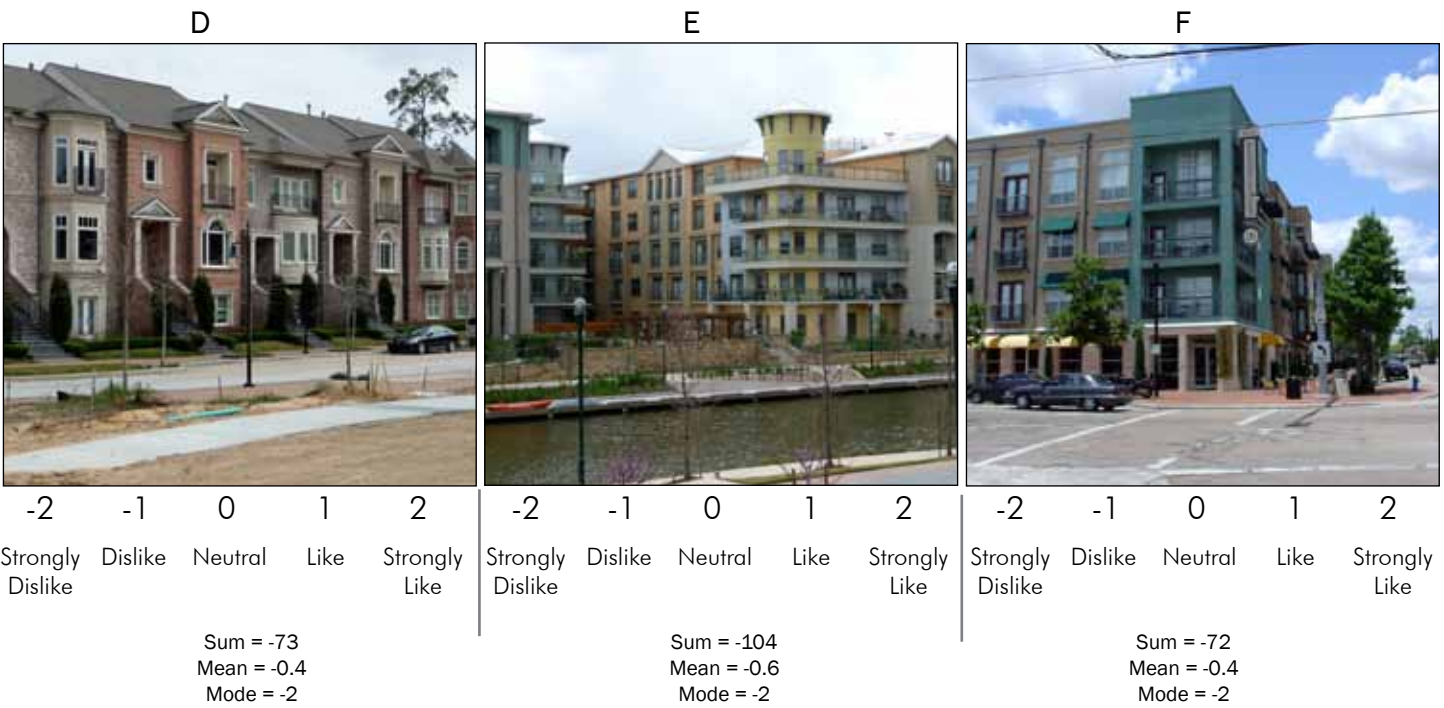 D
E
F
-2 -1 0 1 2
Strongly Dislike Neutral Like Strongly
Dislike Like
Sum = -73
Mean = -0.4
Mode = -2
-2 -1 0 1 2
Strongly Dislike Neutral Like Strongly
Dislike Like
Sum = -104
Mean = -0.6
Mode = -2
-2 -1 0 1 2
Strongly Dislike Neutral Like Strongly
Dislike Like
Sum = -72
Mean = -0.4
Mode = -2